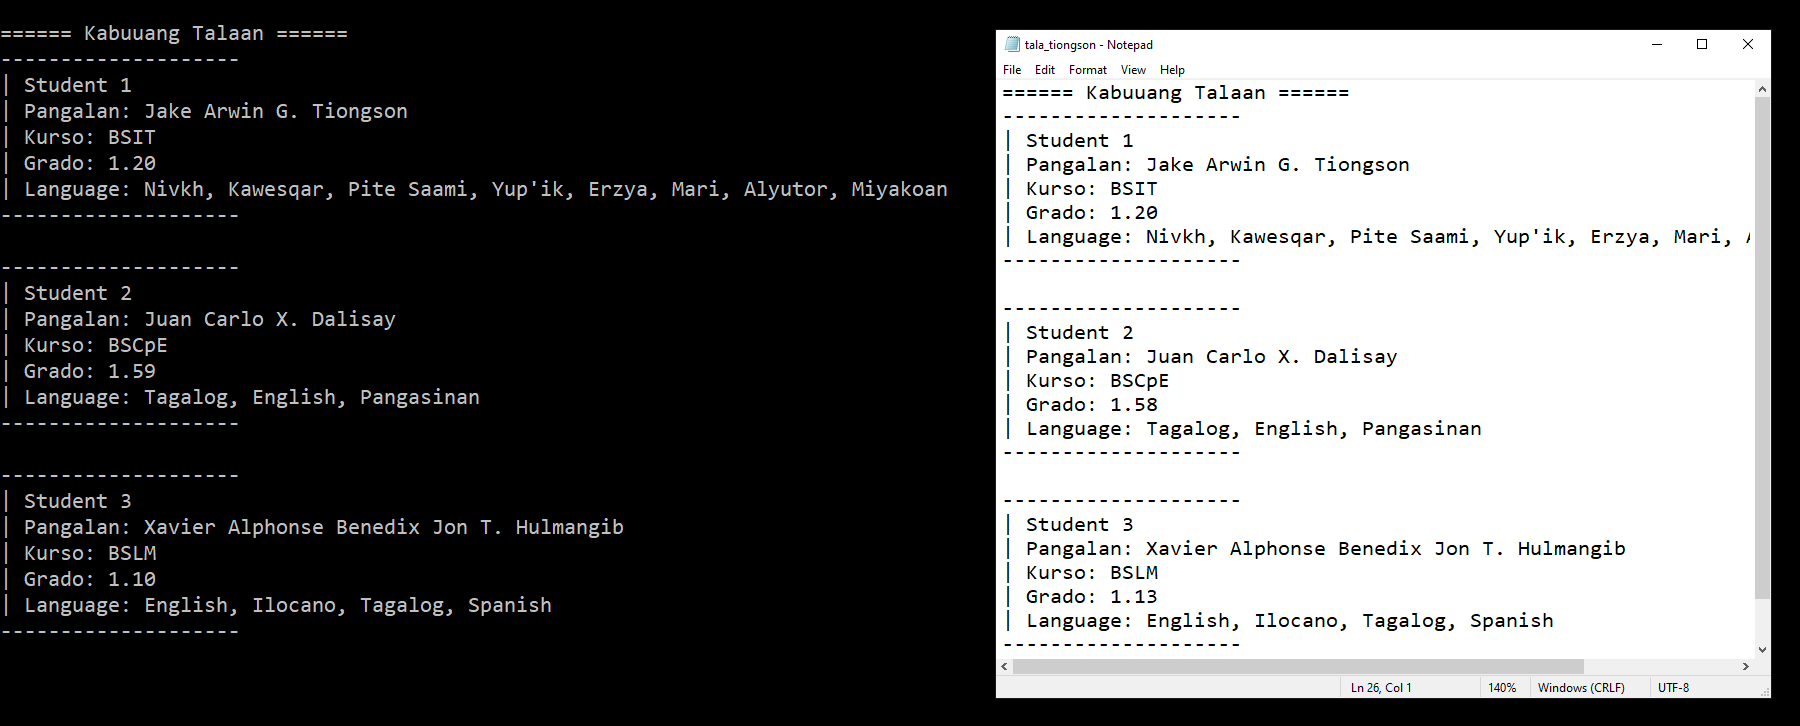 ====== Kabuuang Talaan ======
--------------------
| Student 1
| Pangalan: Jake Arwin G. Tiongson
| Kurso: BSIT
| Grado: 1.20
| Language: Nivkh, Kawesqar, Pite Saami, Yup'ik, Erzya, Mari, Alyutor, Miyakoan
--------------------
--------------------
| Student 2
| Pangalan: Juan Carlo X. Dalisay
| Kurso: BSCpE
| Grado: 1.59
| Language: Tagalog, English, Pangasinan
--------------------
--------------------
| Student 3
| Pangalan: Xavier Alphonse Benedix Jon T. Hulmangib
| Kurso: BSLM
| Grado: 1.10
| Language: English, Ilocano, Tagalog, Spanish
--------------------
tala_tiongson - Notepad
File Edit Format View Help
====== Kabuuang Talaan ======
--------------------
| Student 1
| Pangalan: Jake Arwin G. Tiongson
| Kurso: BSIT
| Grado: 1.20
| Language: Nivkh, Kawesqar, Pite Saami, Yup'ik, Erzya, Mari,
--------------------
--------------------
| Student 2
| Pangalan: Juan Carlo X. Dalisay
| Kurso: BSCpE
| Grado: 1.58
| Language: Tagalog, English, Pangasinan
--------------------
--------------------
| Student 3
| Pangalan: Xavier Alphonse Benedix Jon T. Hulmangib
| Kurso: BSLM
| Grado: 1.13
| Language: English, Ilocano, Tagalog, Spanish
--------------------
Ln 26, Col 1 140% Windows (CRLF) UTF-8